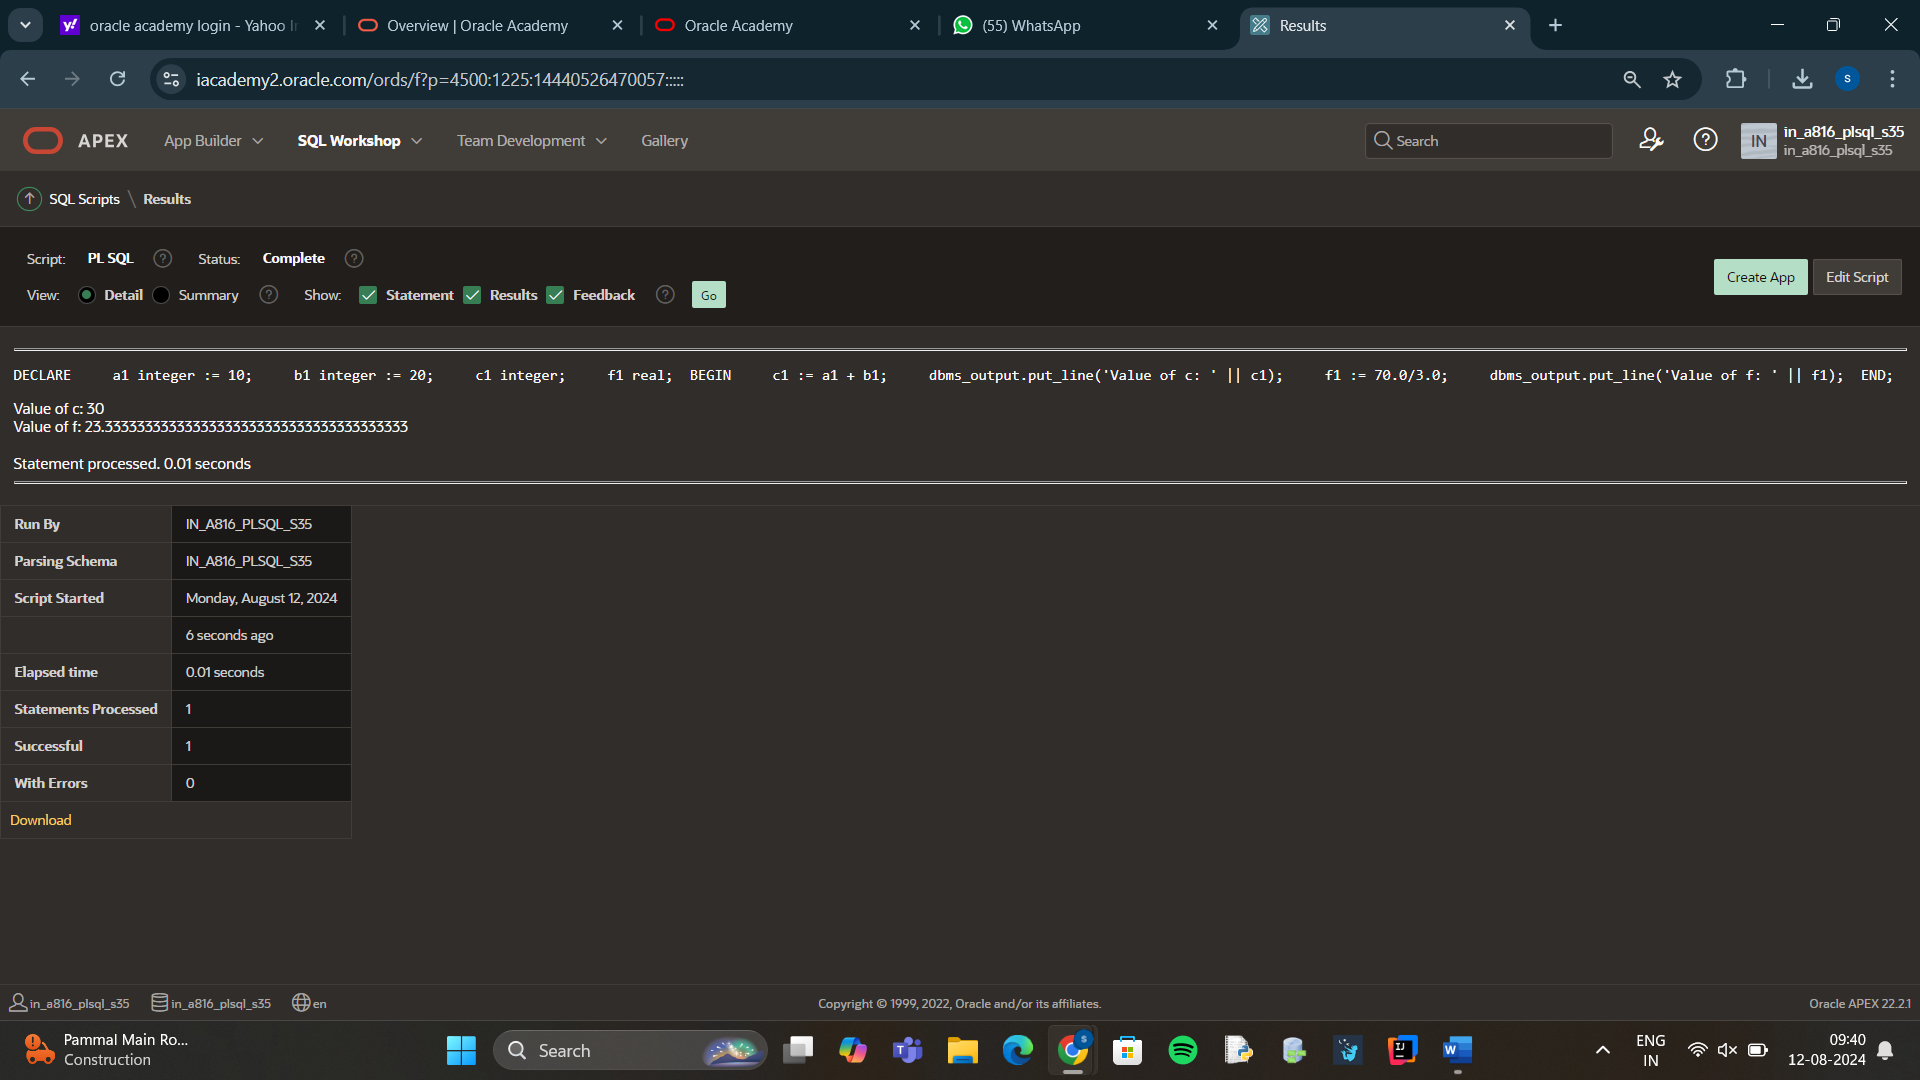 oracle academy login - Yahoo In
Overview | Oracle Academy
Oracle Academy
(55) WhatsApp
Results
iacademy2.oracle.com/ords/f?p=4500:1225:14440526470057:::::
S
APEX
App Builder
SQL Workshop
Team Development
Gallery
Search
IN
in_a816_plsql_s35
in_a816_plsql_s35
SQL Scripts \ Results
Script: PL SQL ? Status: Complete ?
View: Detail Summary ? Show: Statement Results Feedback ? Go
Create App
Edit Script
DECLARE a1 integer := 10; b1 integer := 20; c1 integer; f1 real; BEGIN c1 := a1 + b1; dbms_output.put_line('Value of c: ' || c1); f1 := 70.0/3.0; dbms_output.put_line('Value of f: ' || f1); END;
Value of c: 30
Value of f: 23.33333333333333333333333333333333333333
Statement processed. 0.01 seconds
Run By IN_A816_PLSQL_S35
Parsing Schema IN_A816_PLSQL_S35
Script Started Monday, August 12, 2024
6 seconds ago
Elapsed time 0.01 seconds
Statements Processed 1
Successful 1
With Errors 0
Download
in_a816_plsql_s35 in_a816_plsql_s35 en
Copyright © 1999, 2022, Oracle and/or its affiliates.
Oracle APEX 22.2.1
Pammal Main Ro...
Construction
Search
ENG
IN
09:40
12-08-2024